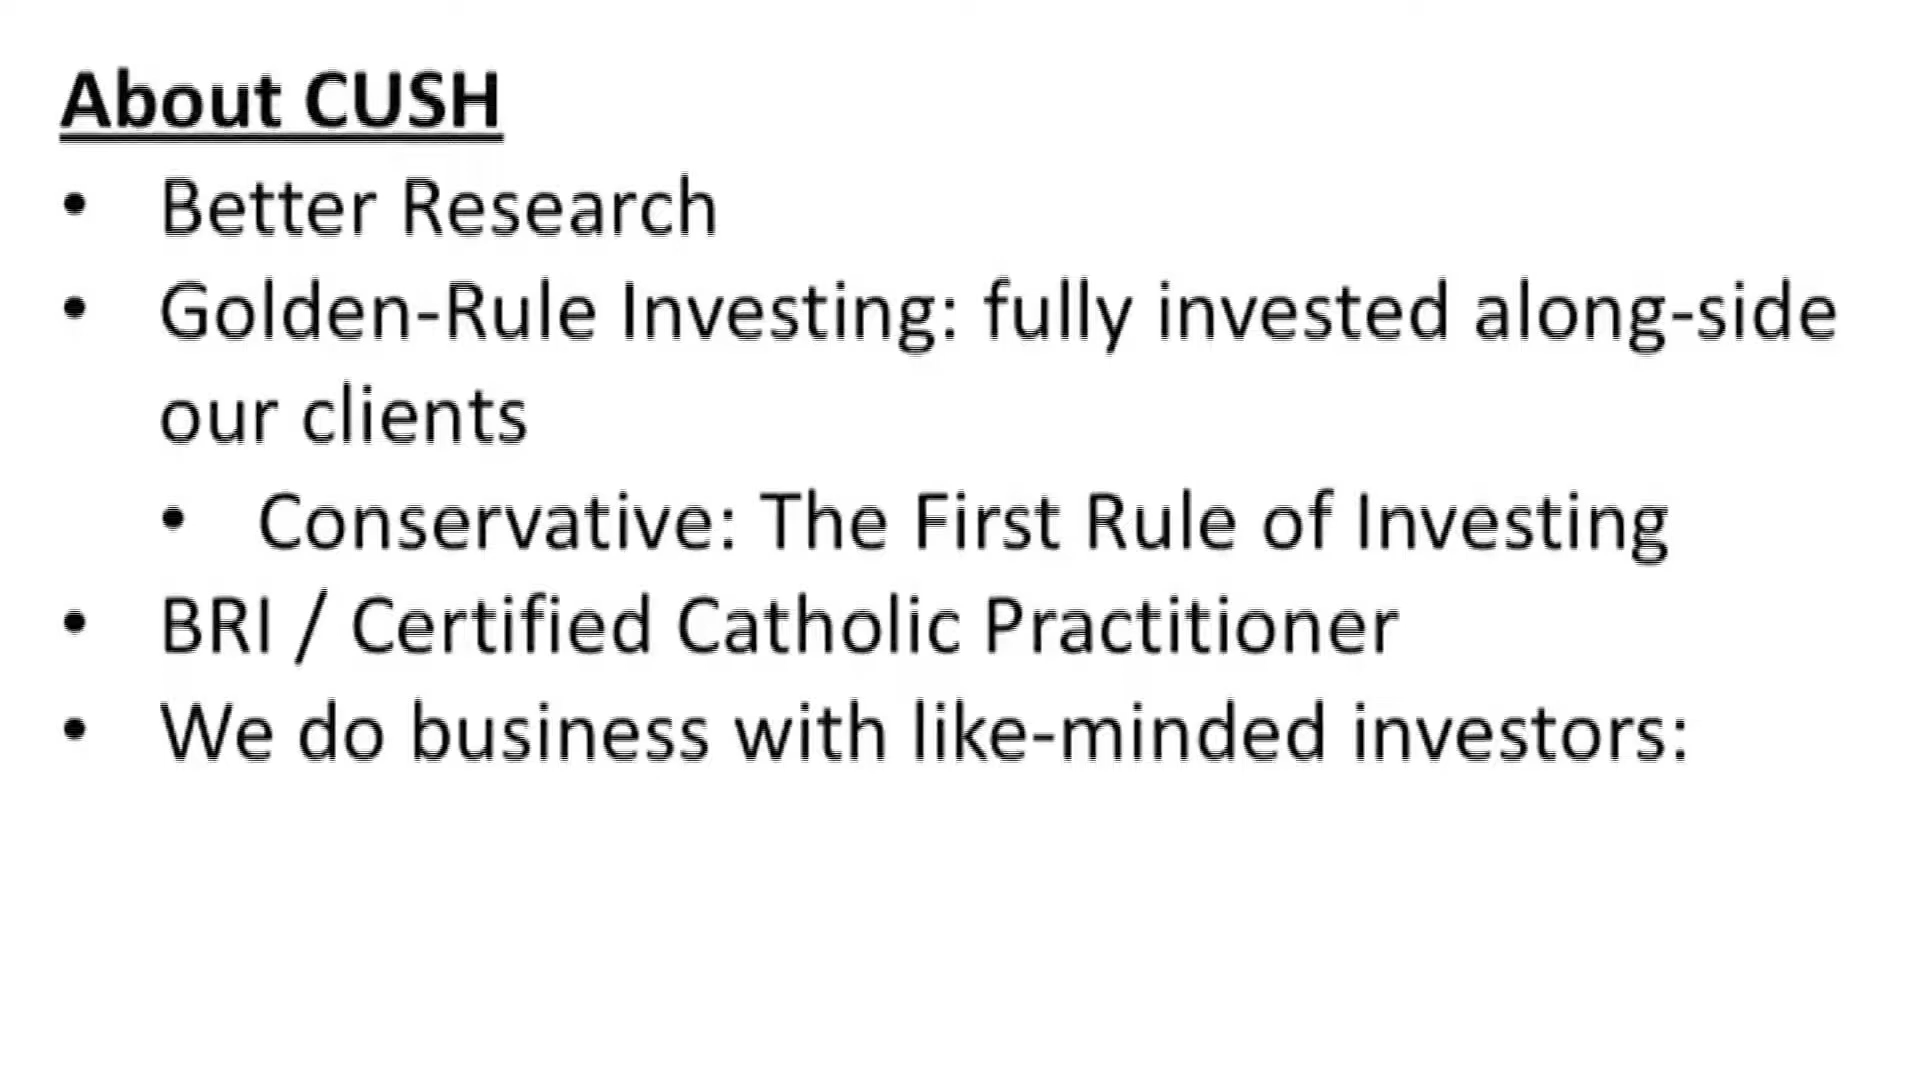 About CUSH
• Better Research
• Golden-Rule Investing: fully invested along-side
our clients
• Conservative: The First Rule of Investing
• BRI / Certified Catholic Practitioner
• We do business with like-minded investors: